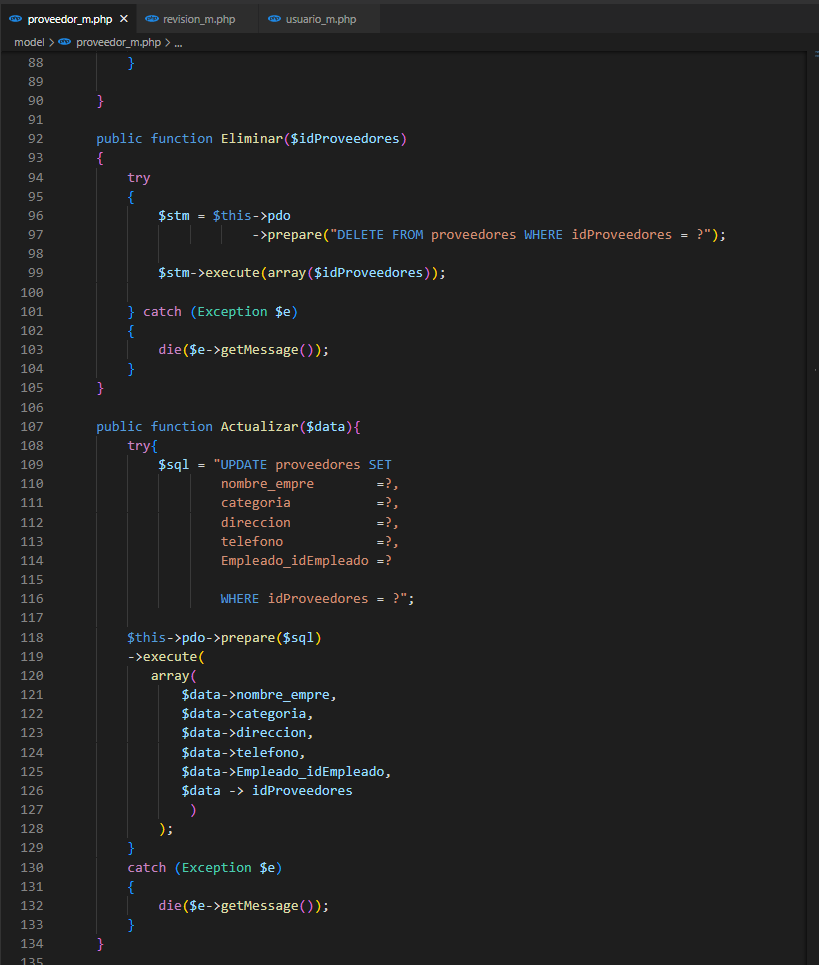 proveedor_m.php × revision_m.php usuario_m.php
model > proveedor_m.php > ...
88 }
89
90 }
91
92 public function Eliminar($idProveedores)
93 {
94 try
95 {
96 $stm = $this->pdo
97 ->prepare("DELETE FROM proveedores WHERE idProveedores = ?");
98
99 $stm->execute(array($idProveedores));
100
101 } catch (Exception $e)
102 {
103 die($e->getMessage());
104 }
105 }
106
107 public function Actualizar($data){
108 try{
109 $sql = "UPDATE proveedores SET
110 nombre_empre =?,
111 categoria =?,
112 direccion =?,
113 telefono =?,
114 Empleado_idEmpleado =?
115
116 WHERE idProveedores = ?";
117
118 $this->pdo->prepare($sql)
119 ->execute(
120 array(
121 $data->nombre_empre,
122 $data->categoria,
123 $data->direccion,
124 $data->telefono,
125 $data->Empleado_idEmpleado,
126 $data -> idProveedores
127 )
128 );
129 }
130 catch (Exception $e)
131 {
132 die($e->getMessage());
133 }
134 }
135